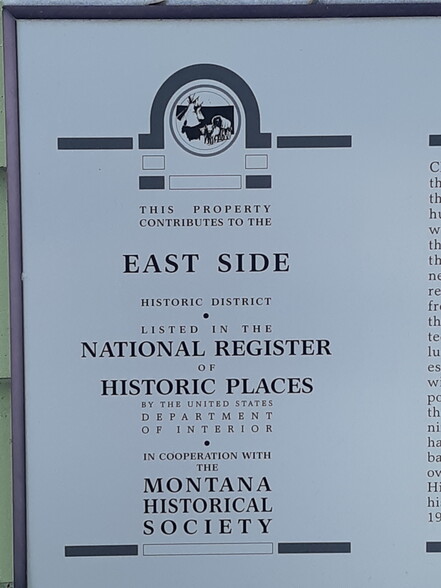 THIS PROPERTY
CONTRIBUTES TO THE
EAST SIDE
HISTORIC DISTRICT
LISTED IN THE
NATIONAL REGISTER
OF
HISTORIC PLACES
BY THE UNITED STATES
DEPARTMENT
OF INTERIOR
IN COOPERATION WITH
THE
MONTANA
HISTORICAL
SOCIETY